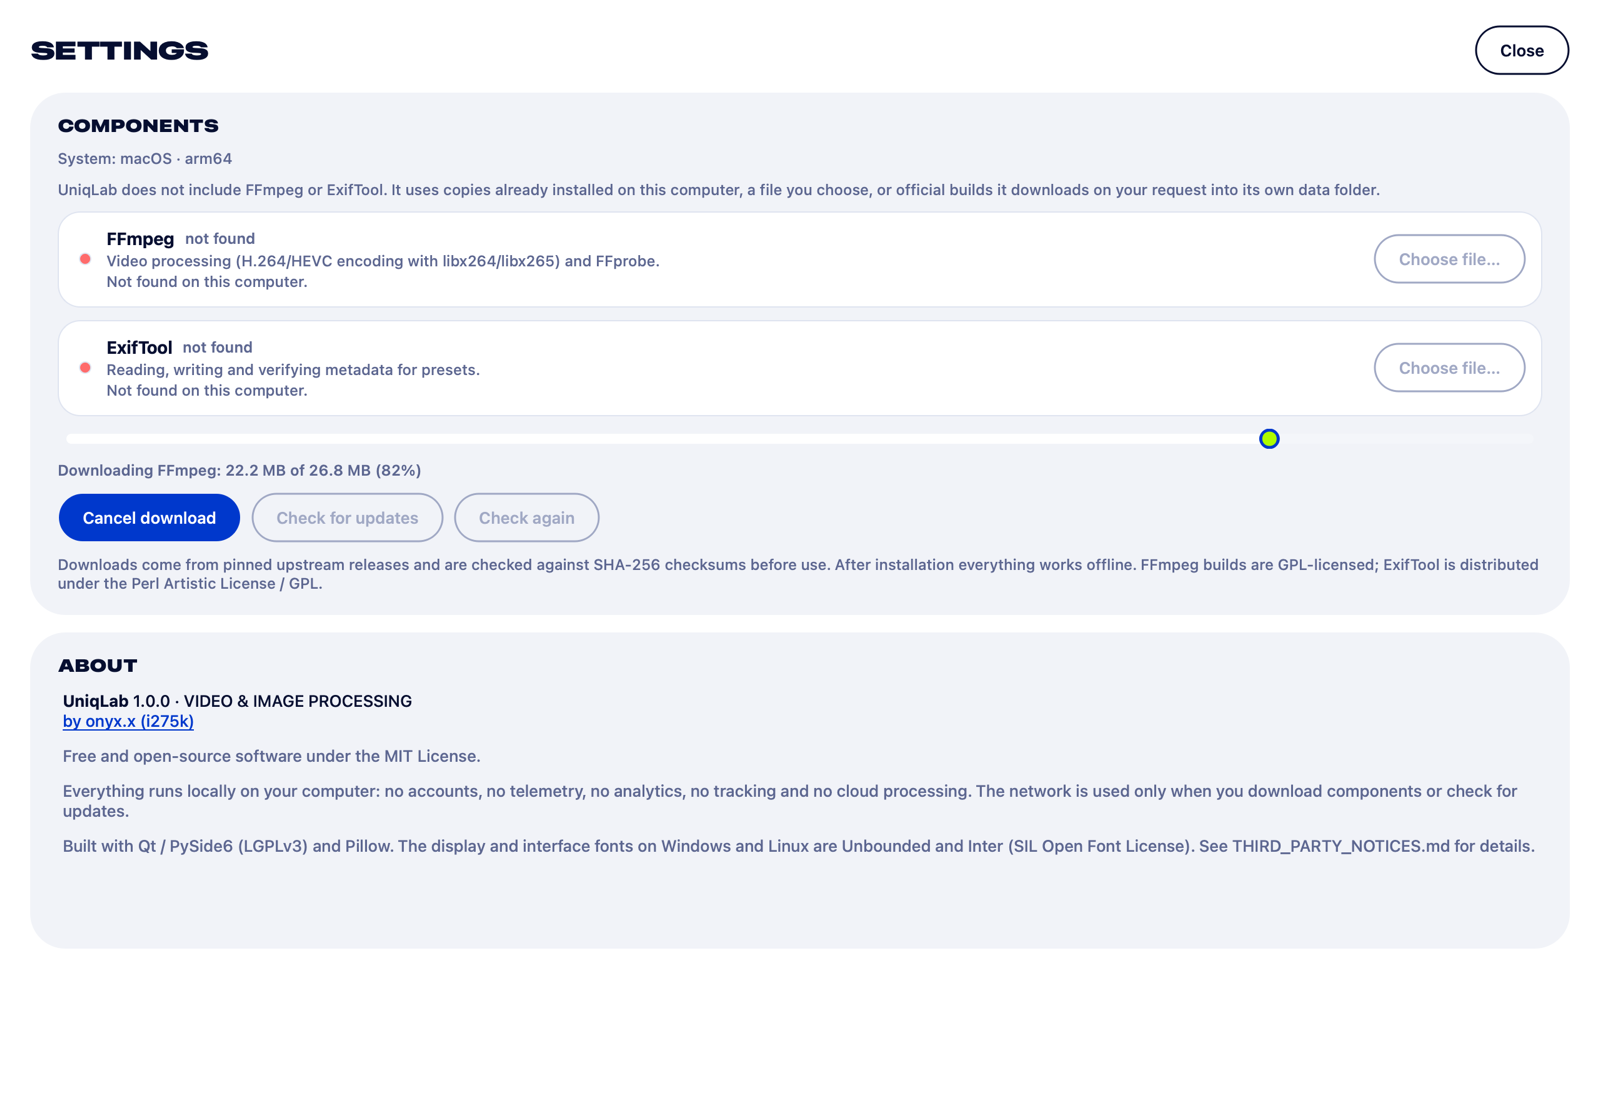 SETTINGS
Close
COMPONENTS
System: macOS · arm64
UniqLab does not include FFmpeg or ExifTool. It uses copies already installed on this computer, a file you choose, or official builds it downloads on your request into its own data folder.
FFmpeg not found
Video processing (H.264/HEVC encoding with libx264/libx265) and FFprobe.
Not found on this computer.
Choose file...
ExifTool not found
Reading, writing and verifying metadata for presets.
Not found on this computer.
Choose file...
Downloading FFmpeg: 22.2 MB of 26.8 MB (82%)
Cancel download
Check for updates
Check again
Downloads come from pinned upstream releases and are checked against SHA-256 checksums before use. After installation everything works offline. FFmpeg builds are GPL-licensed; ExifTool is distributed
under the Perl Artistic License / GPL.
ABOUT
UniqLab 1.0.0 · VIDEO & IMAGE PROCESSING
by onyx.x (i275k)
Free and open-source software under the MIT License.
Everything runs locally on your computer: no accounts, no telemetry, no analytics, no tracking and no cloud processing. The network is used only when you download components or check for
updates.
Built with Qt / PySide6 (LGPLv3) and Pillow. The display and interface fonts on Windows and Linux are Unbounded and Inter (SIL Open Font License). See THIRD_PARTY_NOTICES.md for details.